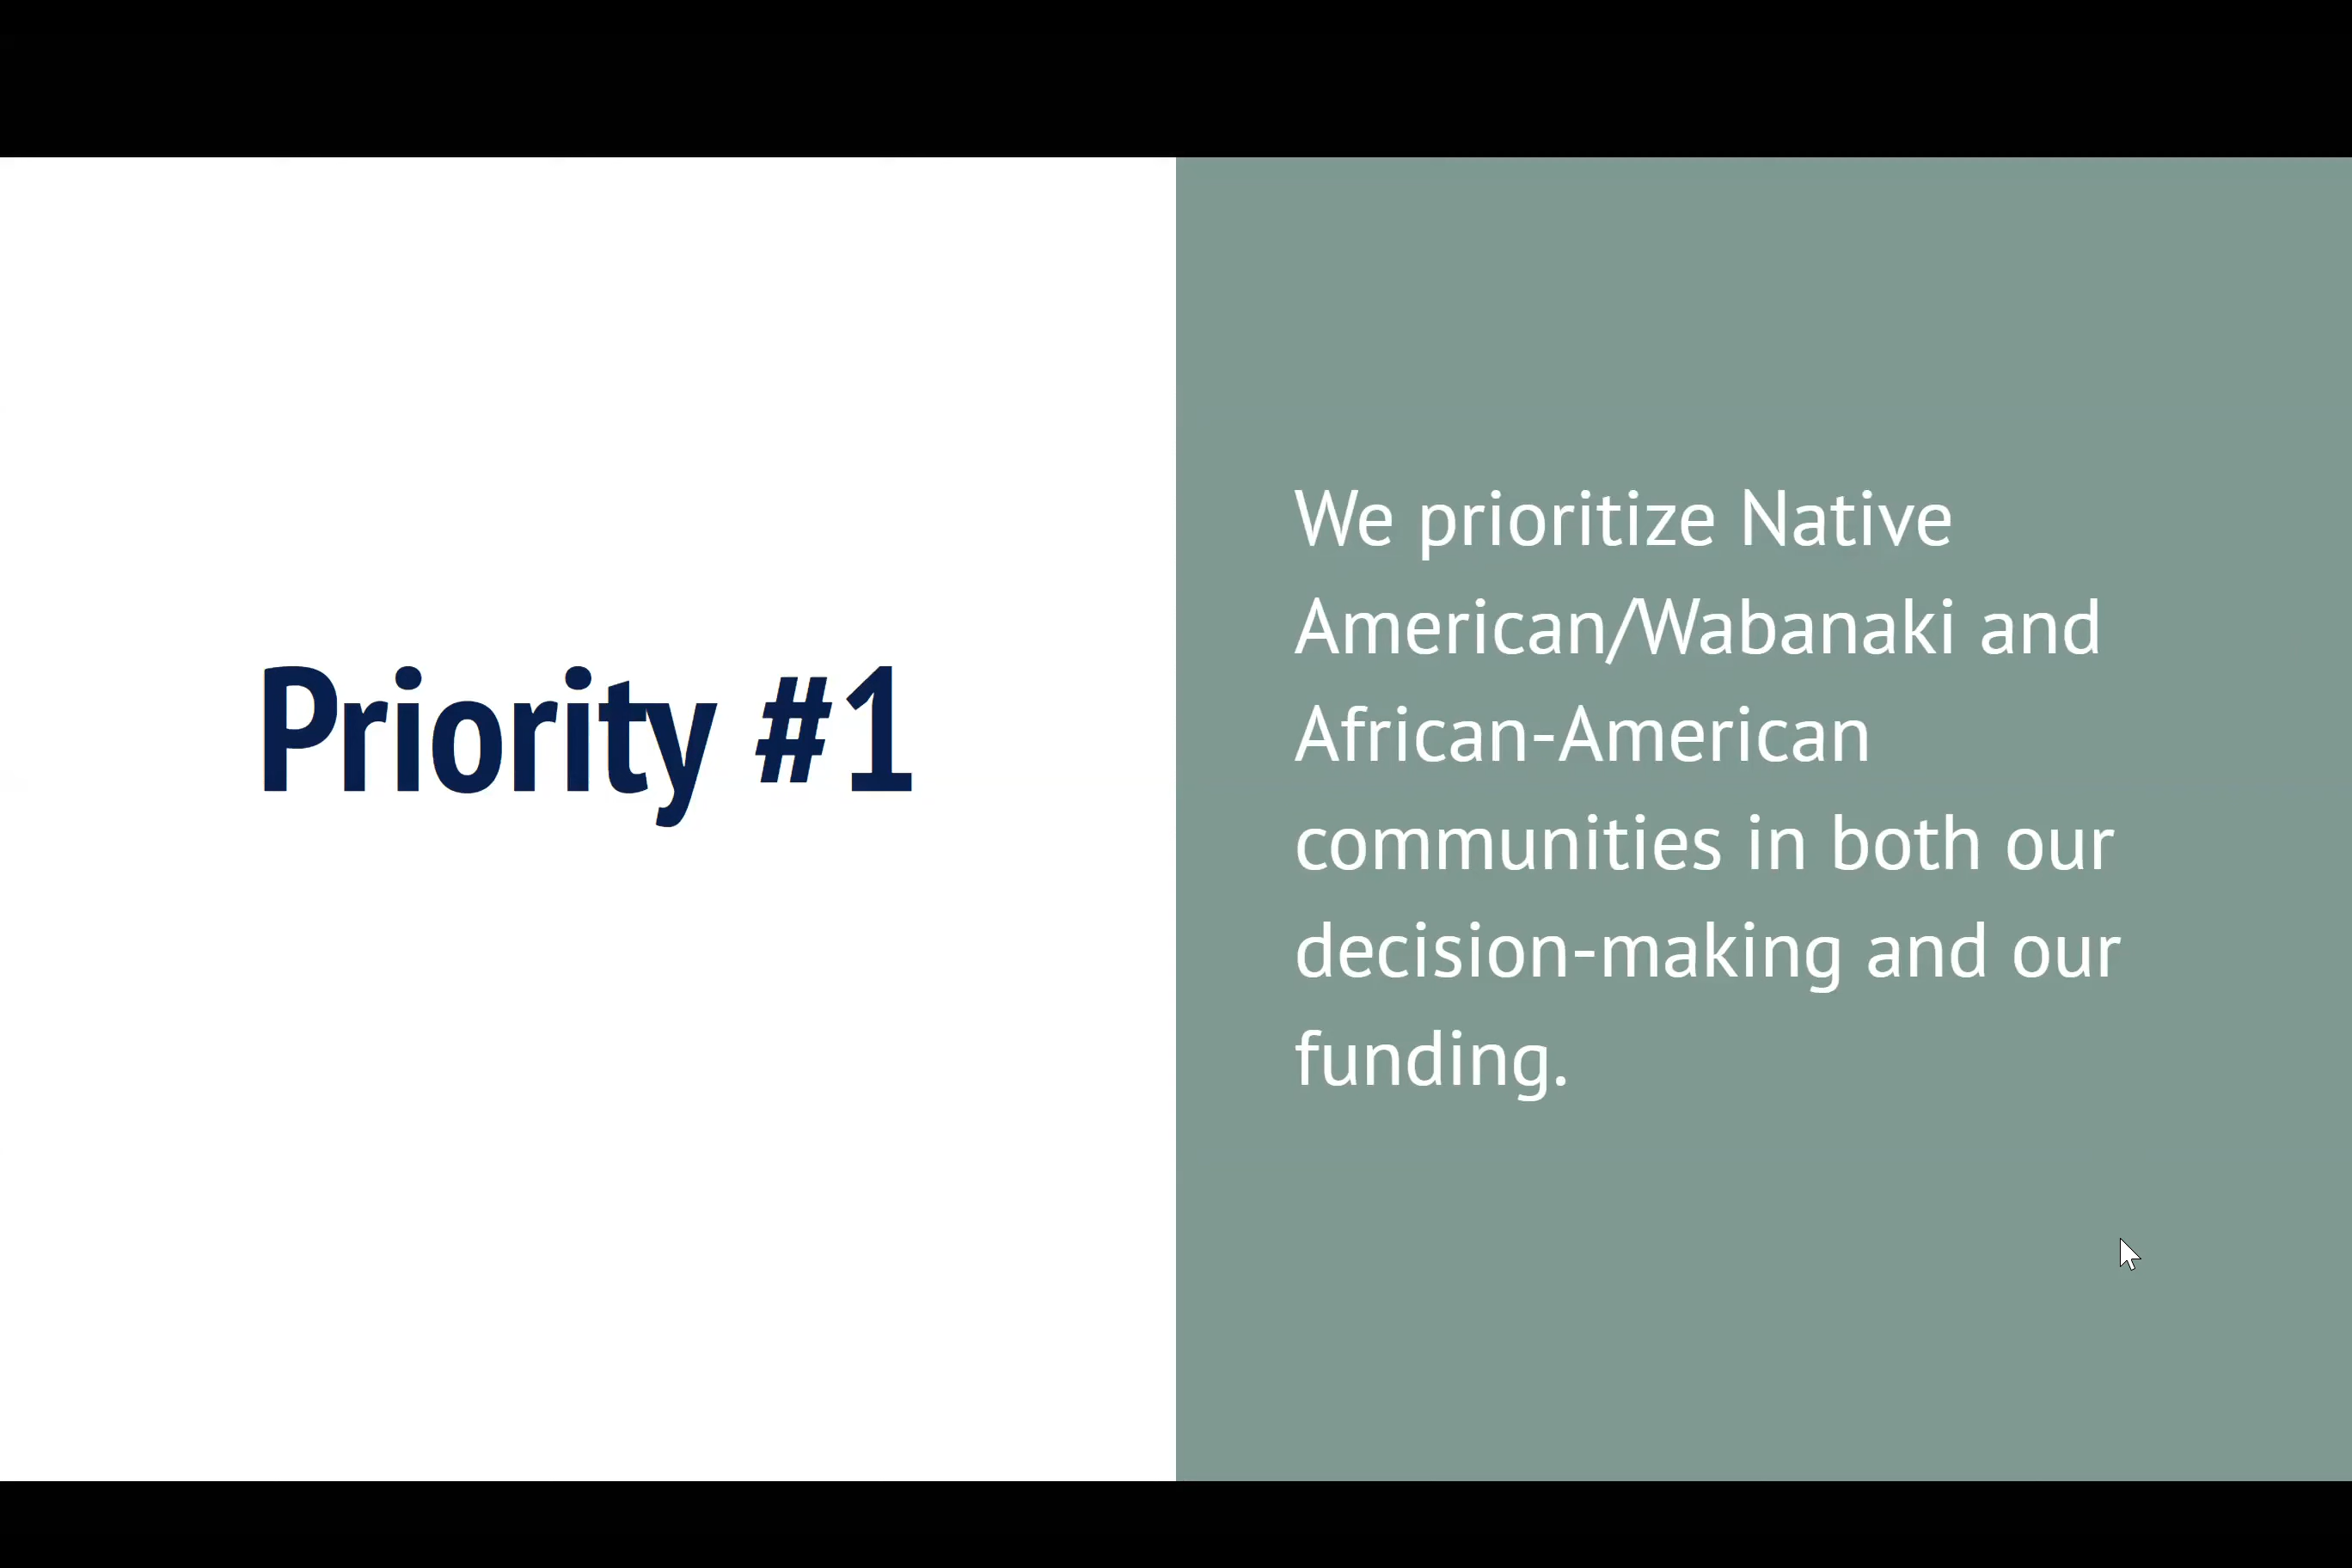 Priority #1
We prioritize Native
American/Wabanaki and
African-American
communities in both our
decision-making and our
funding.